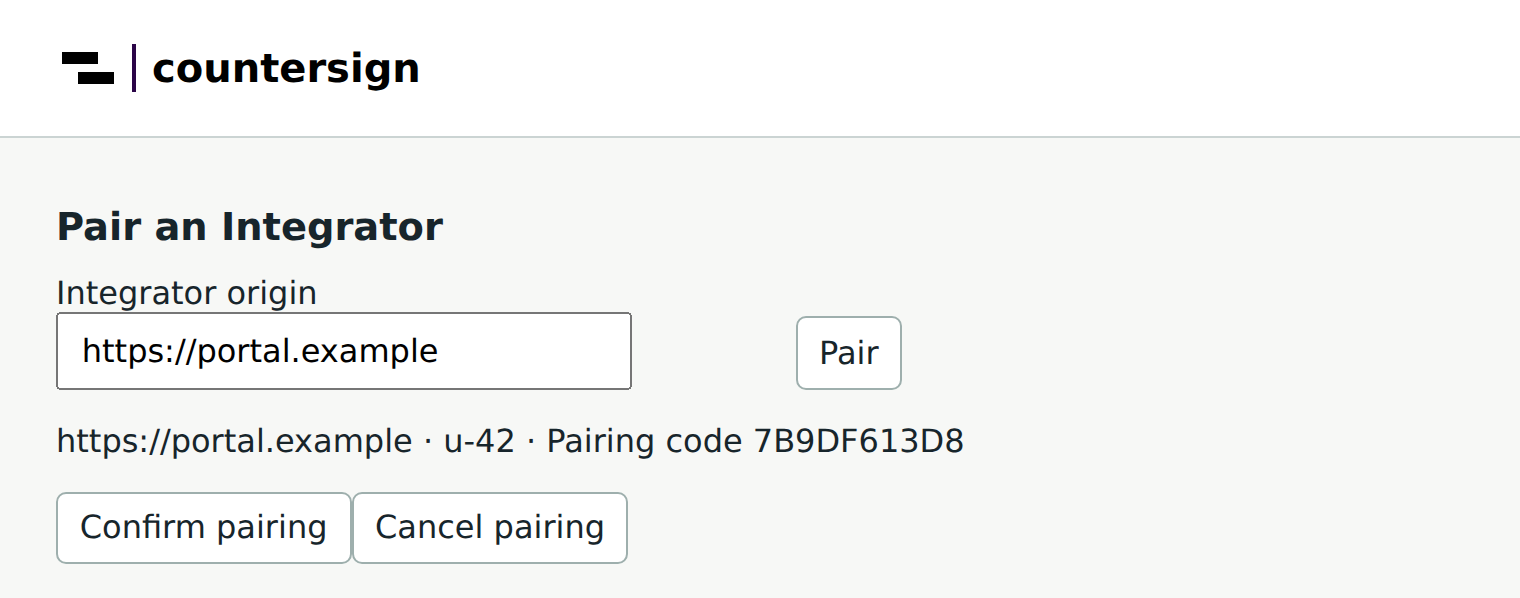 countersign
Pair an Integrator
Integrator origin
https://portal.example
Pair
https://portal.example · u-42 · Pairing code 7B9DF613D8
Confirm pairing Cancel pairing